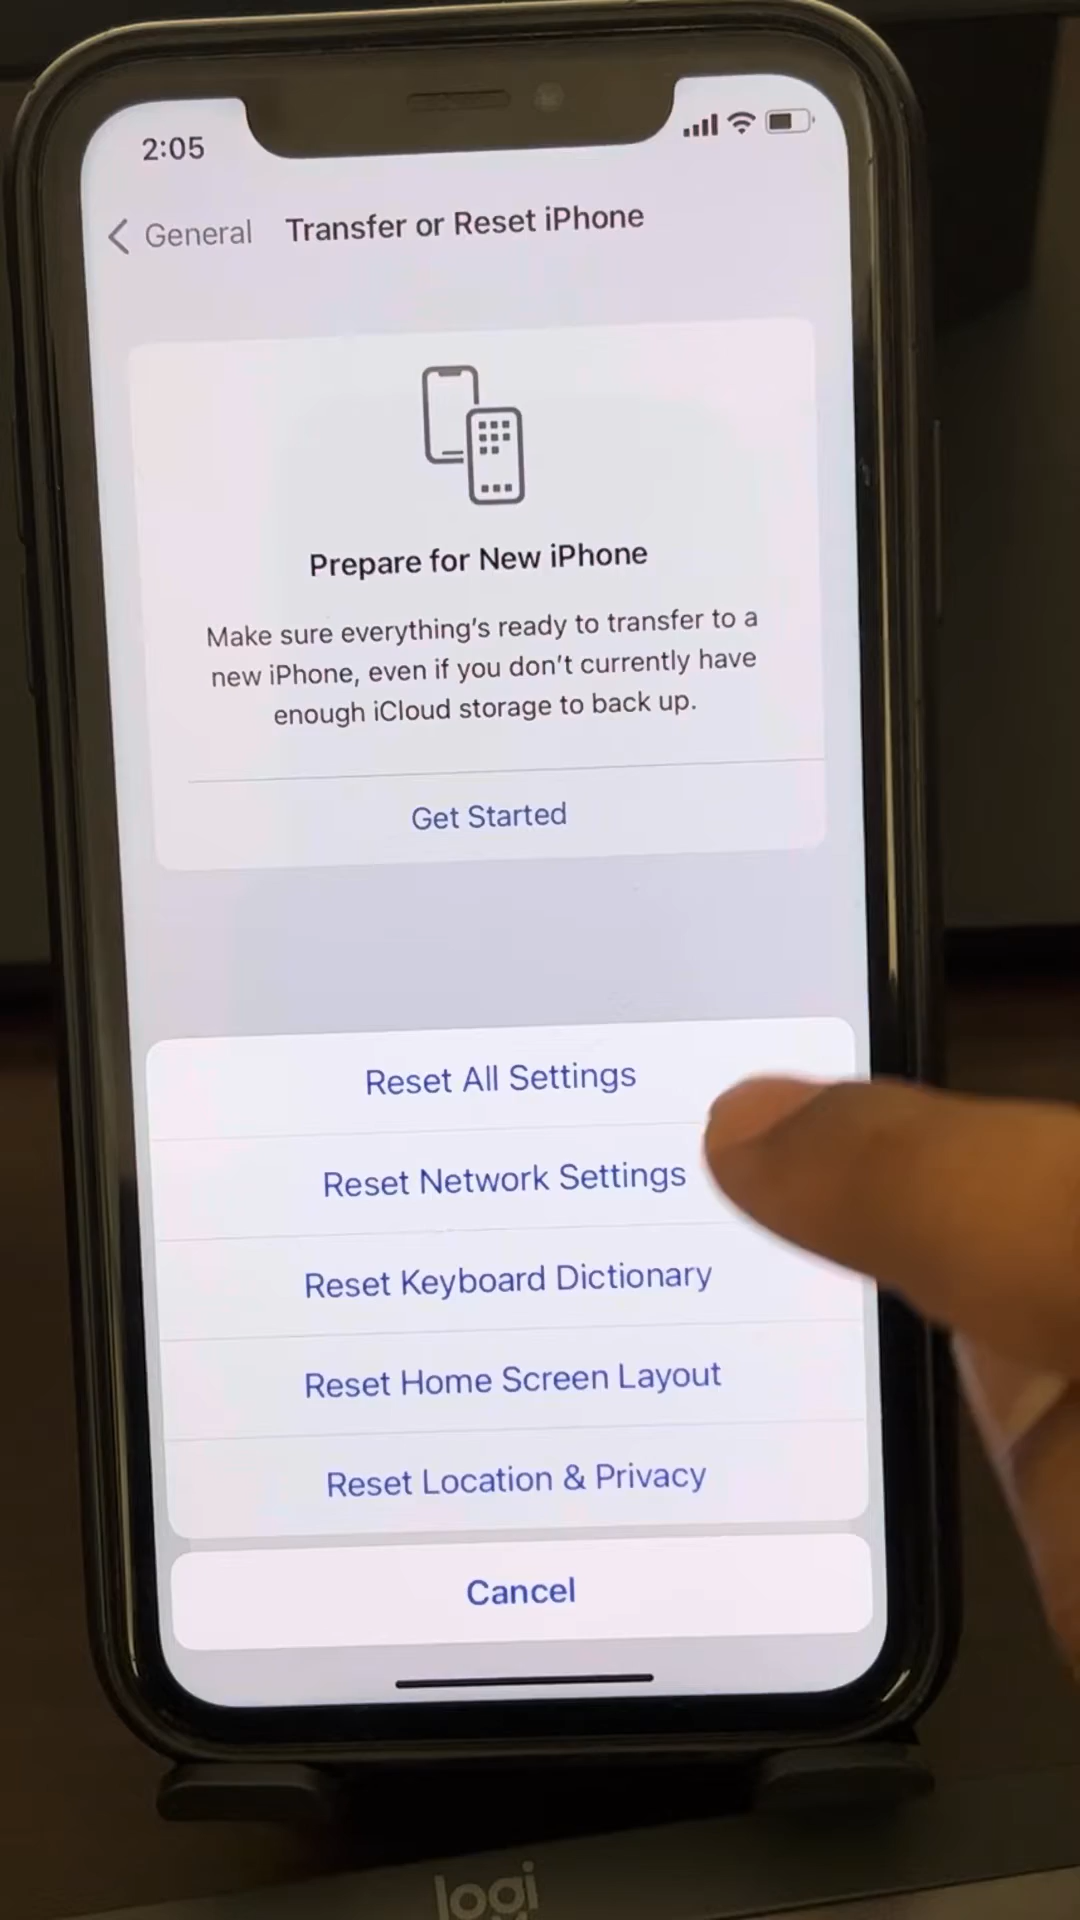 2:05
General
Transfer or Reset iPhone
Prepare for New iPhone
Make sure everything's ready to transfer to a
new iPhone, even if you don't currently have
enough iCloud storage to back up.
Get Started
Reset All Settings
Reset Network Settings
Reset Keyboard Dictionary
Reset Home Screen Layout
Reset Location & Privacy
Cancel
logi